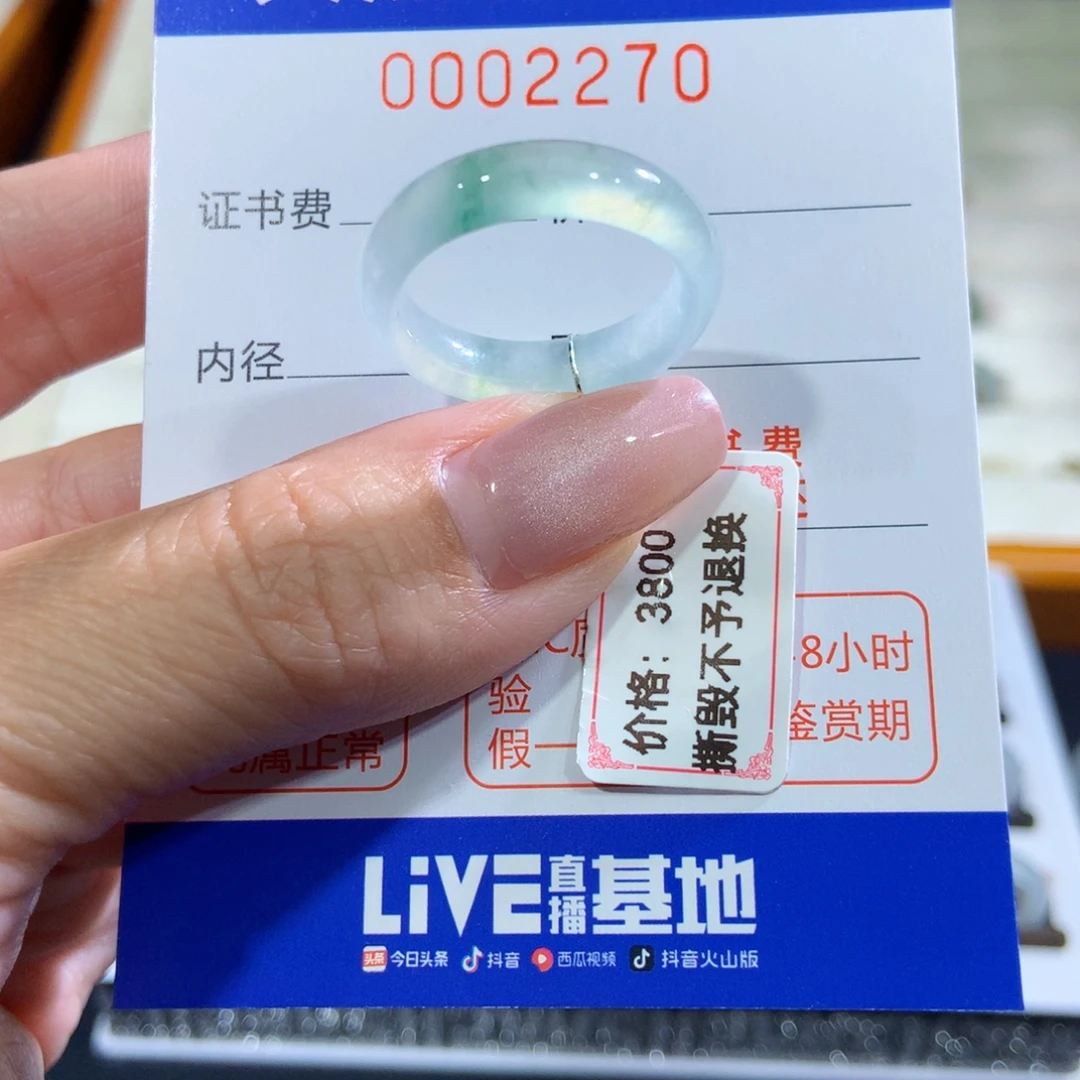 0002270
证书费
内径
费
价格：3800
撕毁不予退换
8小时
验
鉴赏期
假一
属正常
LiVE直播基地
头条 今日头条 抖音 西瓜视频 抖音火山版